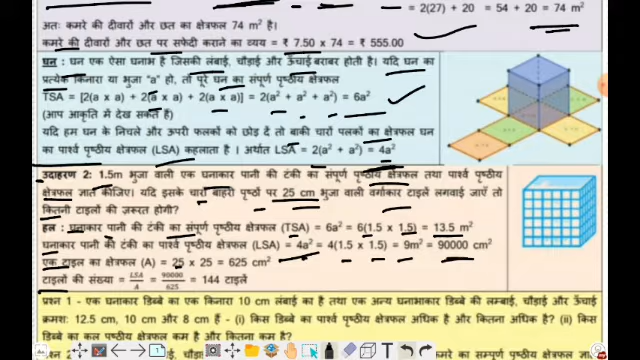 = 2(27) + 20 = 54 + 20 = 74 m²
अतः कमरे की दीवारों और छत का क्षेत्रफल 74 m² है।
कमरे की दीवारों और छत पर सफेदी कराने का व्यय = ₹ 7.50 x 74 = ₹ 555.00
घन : घन एक ऐसा घनाभ है जिसकी लंबाई, चौड़ाई और ऊँचाई बराबर होती है। यदि घन का
प्रत्येक किनारा या भुजा "a" हो, तो पूरे घन का संपूर्ण पृष्ठीय क्षेत्रफल
TSA = [2(a x a) + 2(a x a) + 2(a x a)] = 2(a² + a² + a²) = 6a²
(आप आकृति में देख सकते हैं)
यदि हम घन के निचले और ऊपरी फलकों को छोड़ दें तो बाकी चारों पलकों का क्षेत्रफल घन
का पार्श्व पृष्ठीय क्षेत्रफल (LSA) कहलाता है। अर्थात LSA = 2(a² + a²) = 4a²
उदाहरण 2: 1.5m भुजा वाली एक घनाकार पानी की टंकी का संपूर्ण पृष्ठीय क्षेत्रफल तथा पार्श्व पृष्ठीय
क्षेत्रफल ज्ञात कीजिए। यदि इसके चारों बाहरी पृष्ठों पर 25 cm भुजा वाली वर्गाकार टाइलें लगवाई जाएँ तो
कितनी टाइलों की ज़रूरत होगी?
हल: घनाकार पानी की टंकी का संपूर्ण पृष्ठीय क्षेत्रफल (TSA) = 6a² = 6(1.5 x 1.5) = 13.5 m²
घनाकार पानी की टंकी का पार्श्व पृष्ठीय क्षेत्रफल (LSA) = 4a² = 4(1.5 x 1.5) = 9m² = 90000 cm²
एक टाइल का क्षेत्रफल (A) = 25 x 25 = 625 cm²
टाइलों की संख्या = LSA/A = 90000/625 = 144 टाइलें
प्रश्न 1 - एक घनाकार डिब्बे का एक किनारा 10 cm लंबाई का है तथा एक अन्य घनाभाकार डिब्बे की लम्बाई, चौड़ाई और ऊँचाई
क्रमशः 12.5 cm, 10 cm और 8 cm हैं - (i) किस डिब्बे का पार्श्व पृष्ठीय क्षेत्रफल अधिक है और कितना अधिक है? (ii) किस
डिब्बे का कुल पृष्ठीय क्षेत्रफल कम है और कितना कम है?